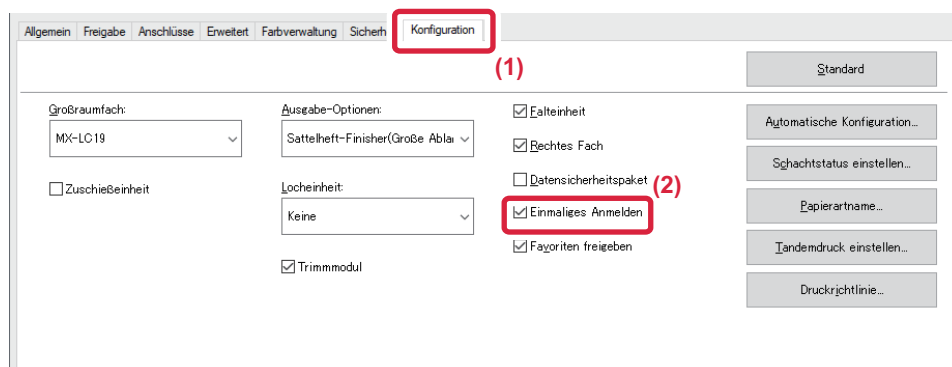 Allgemein Freigabe Anschlüsse Erweitert Farbverwaltung Sicherh Konfiguration
(1)
Standard
Großraumfach:
MX-LC19
Zuschießeinheit
Ausgabe-Optionen:
Sattelheft-Finisher(Große Abla
Locheinheit:
Keine
Trimmmodul
Falteinheit
Rechtes Fach
Datensicherheitspaket
(2)
Einmaliges Anmelden
Favoriten freigeben
Automatische Konfiguration...
Schachtstatus einstellen...
Papierartname...
Tandemdruck einstellen...
Druckrichtlinie...